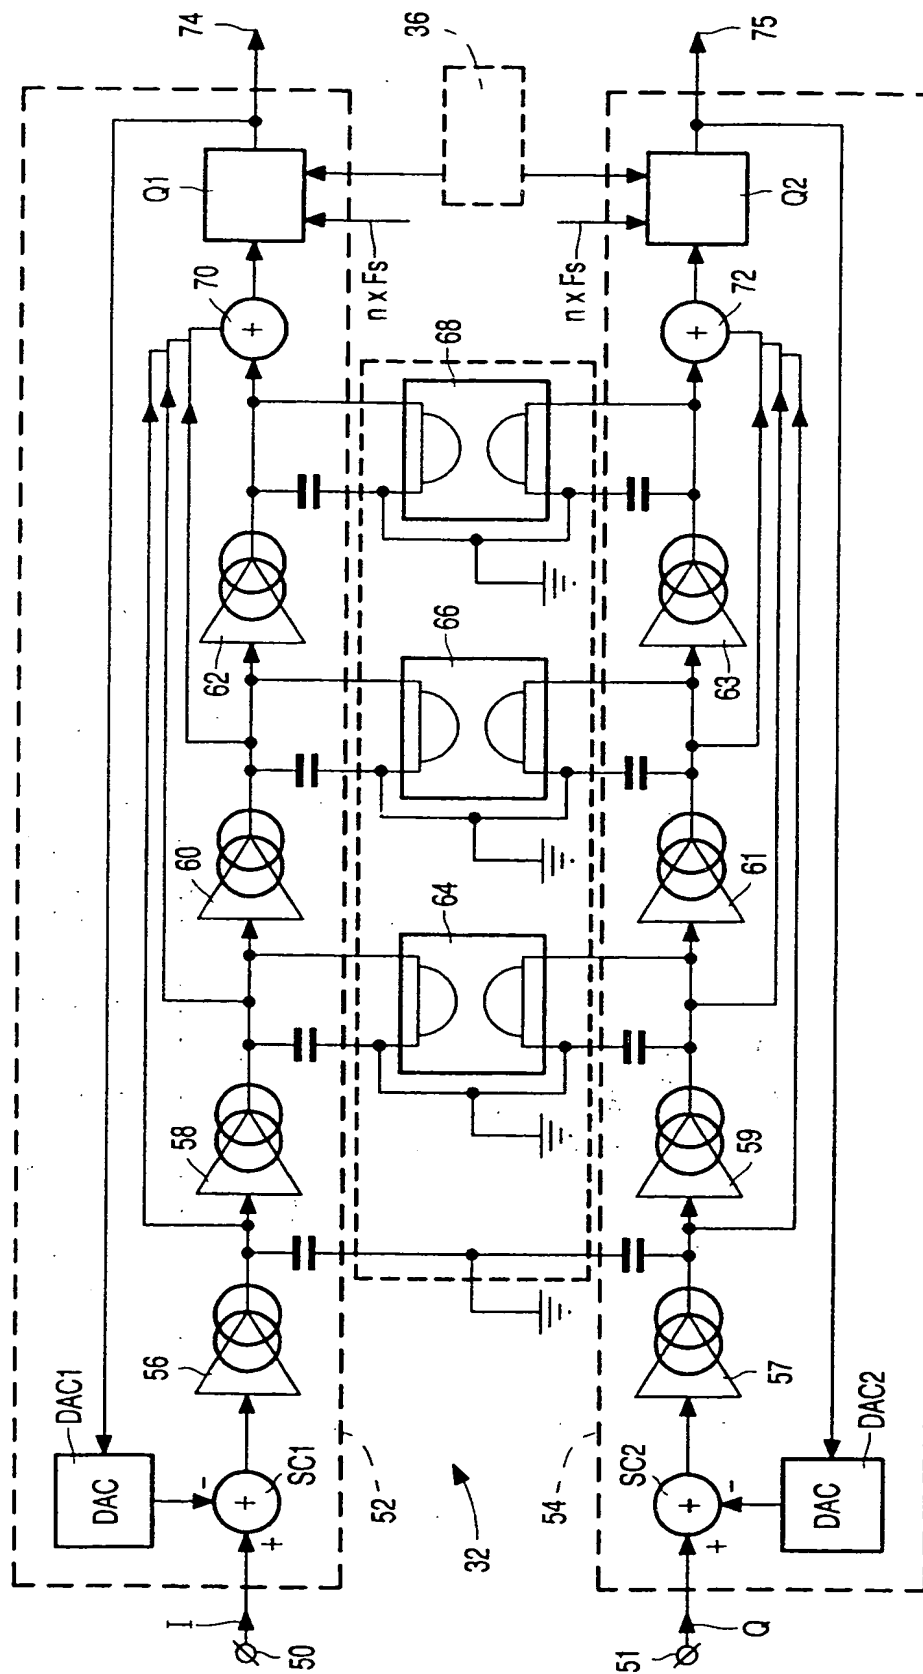 74
36
75
Q1
Q2
n x Fs
n x Fs
70
+
72
+
68
62
63
66
60
61
64
58
59
56
57
DAC1
DAC
-
SC1
+
+
SC2
+
-
+
DAC2
DAC
52
32
54
I
50
Q
51